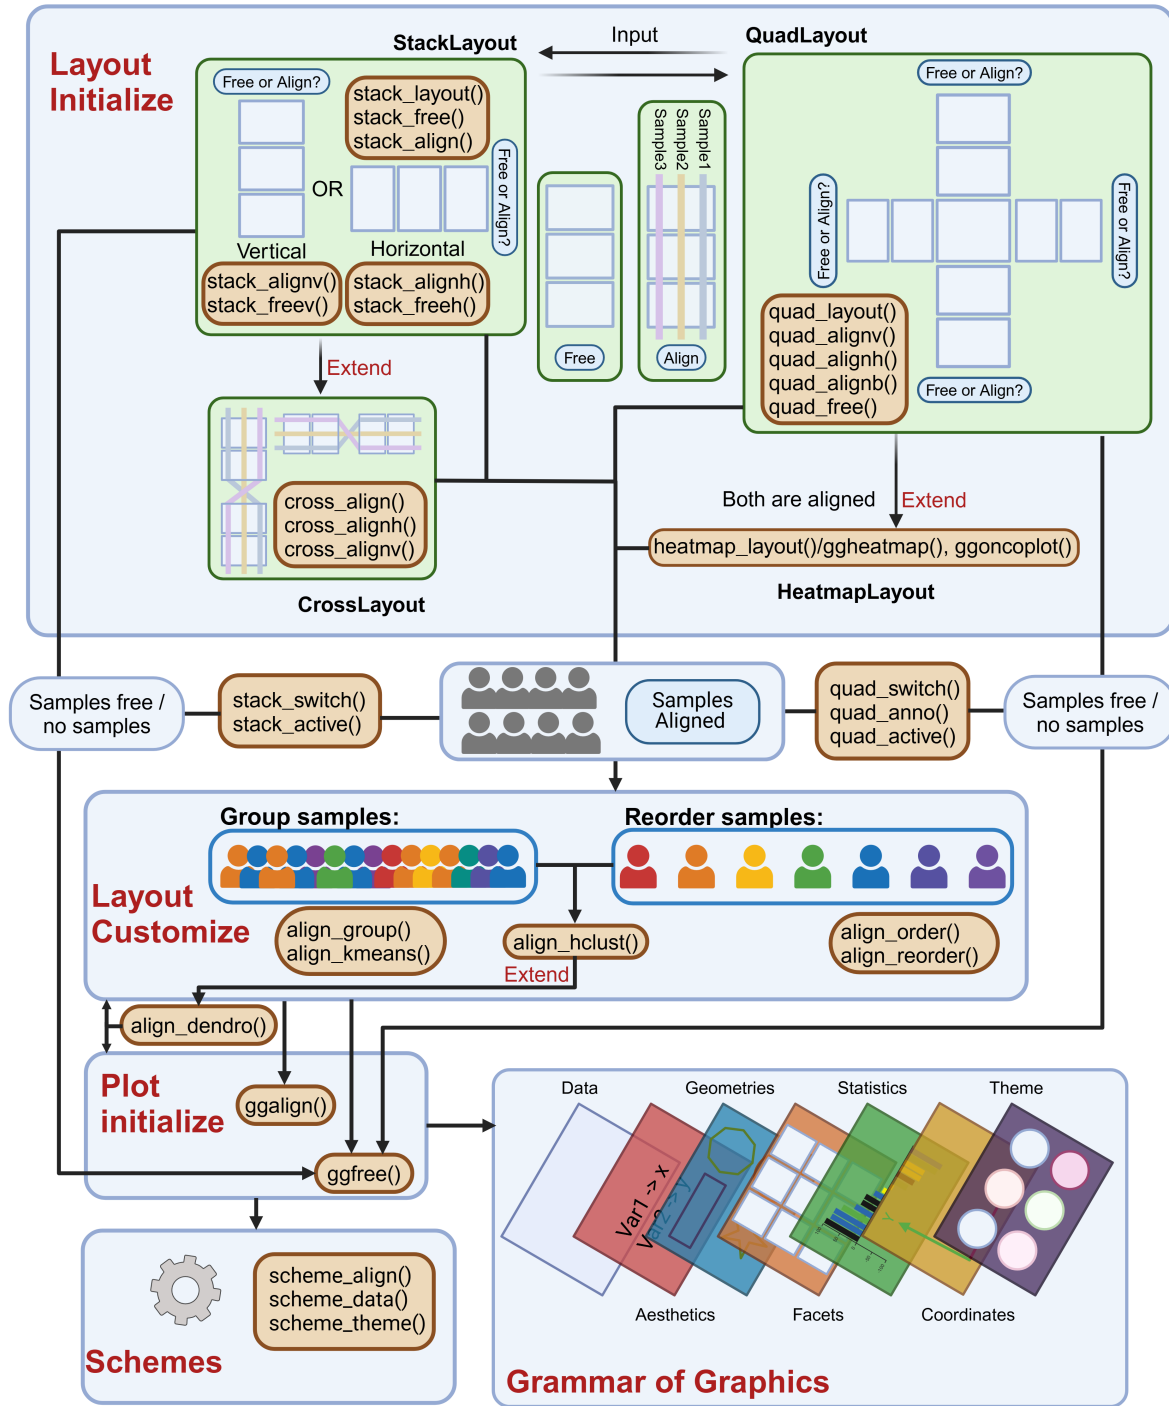 Layout
Initialize
StackLayout
Input
QuadLayout
Free or Align?
stack_layout()
stack_free()
stack_align()
Free or Align?
OR
Vertical
Horizontal
stack_alignv()
stack_freev()
stack_alignh()
stack_freeh()
Free
Sample3
Sample2
Sample1
Align
Free or Align?
Free or Align?
Free or Align?
quad_layout()
quad_alignv()
quad_alignh()
quad_alignb()
quad_free()
Free or Align?
Extend
cross_align()
cross_alignh()
cross_alignv()
CrossLayout
Both are aligned
Extend
heatmap_layout()/ggheatmap(), ggoncoplot()
HeatmapLayout
Samples free /
no samples
stack_switch()
stack_active()
Samples
Aligned
quad_switch()
quad_anno()
quad_active()
Samples free /
no samples
Layout
Customize
Group samples:
Reorder samples:
align_group()
align_kmeans()
align_hclust()
align_order()
align_reorder()
Extend
align_dendro()
Plot
initialize
ggalign()
ggfree()
Schemes
scheme_align()
scheme_data()
scheme_theme()
Data
Geometries
Statistics
Theme
Var1 -> x
Var2 -> y
Y
Aesthetics
Facets
Coordinates
Grammar of Graphics